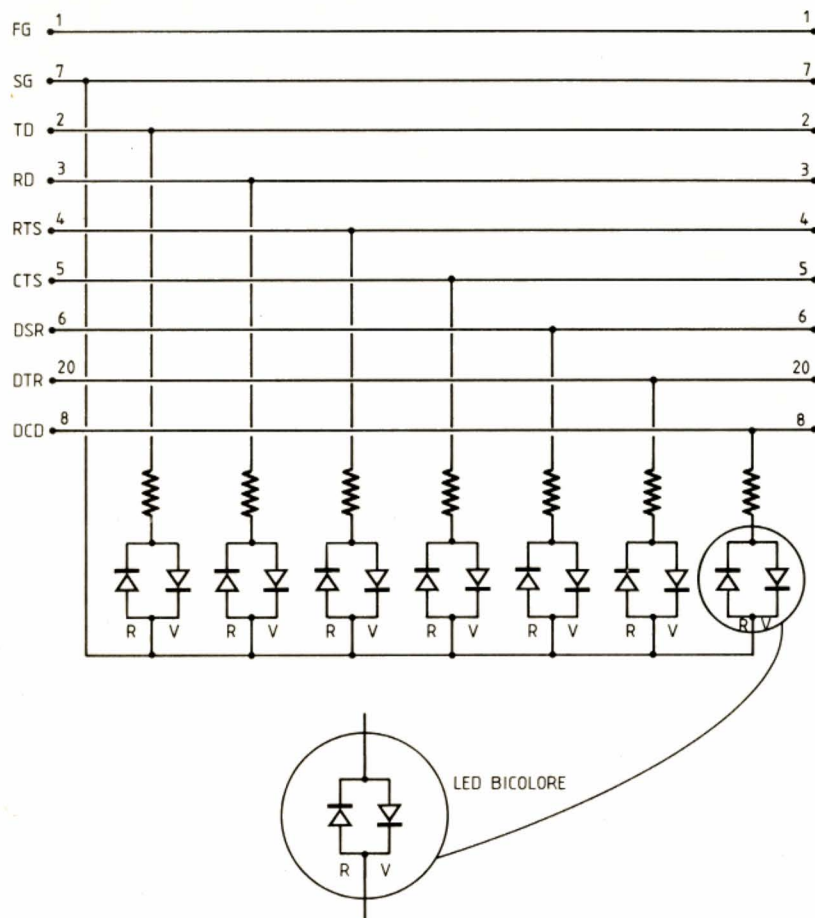 FG 1 1
SG 7 7
TD 2 2
RD 3 3
RTS 4 4
CTS 5 5
DSR 6 6
DTR 20 20
DCD 8 8
R V R V R V R V R V R V R V
LED BICOLORE
R V